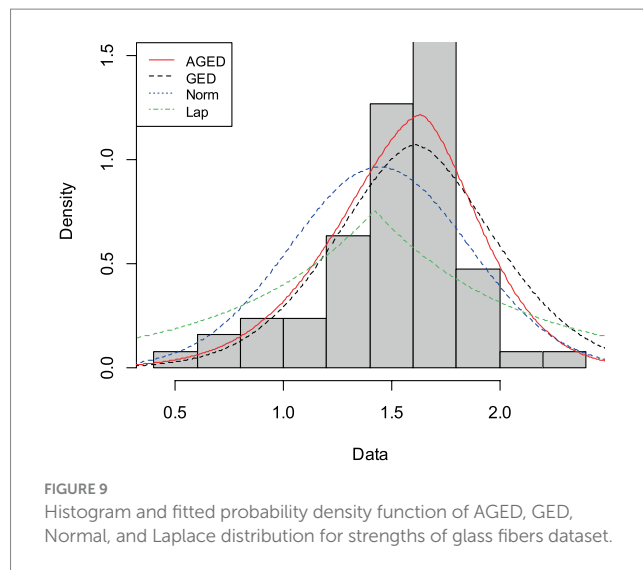 AGED
GED
Norm
Lap
1.5
1.0
0.5
0.0
Density
0.5
1.0
1.5
2.0
Data
FIGURE 9
Histogram and fitted probability density function of AGED, GED,
Normal, and Laplace distribution for strengths of glass fibers dataset.